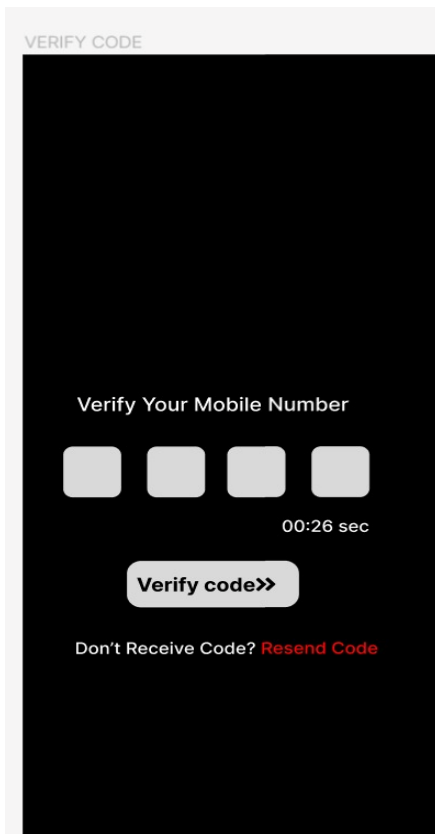 VERIFY CODE
Verify Your Mobile Number
00:26 sec
Verify code>>
Don't Receive Code? Resend Code